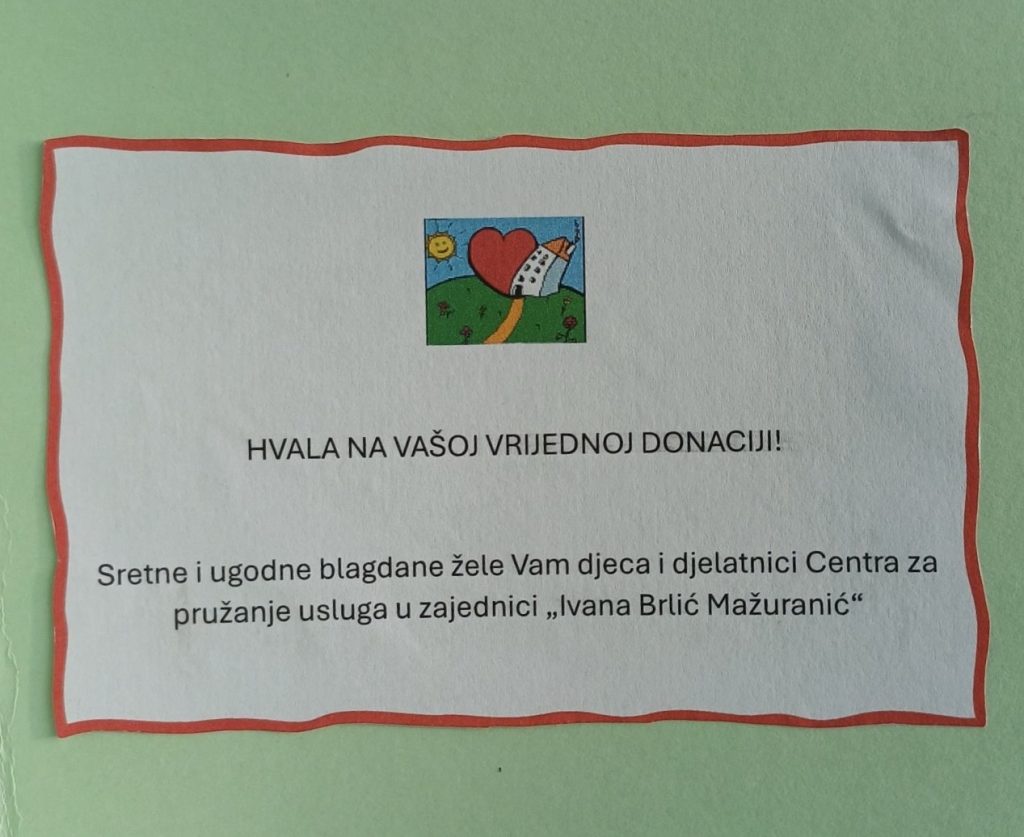 HVALA NA VAŠOJ VRIJEDNOJ DONACIJI!
Sretne i ugodne blagdane žele Vam djeca i djelatnici Centra za
pružanje usluga u zajednici „Ivana Brlić Mažuranić“